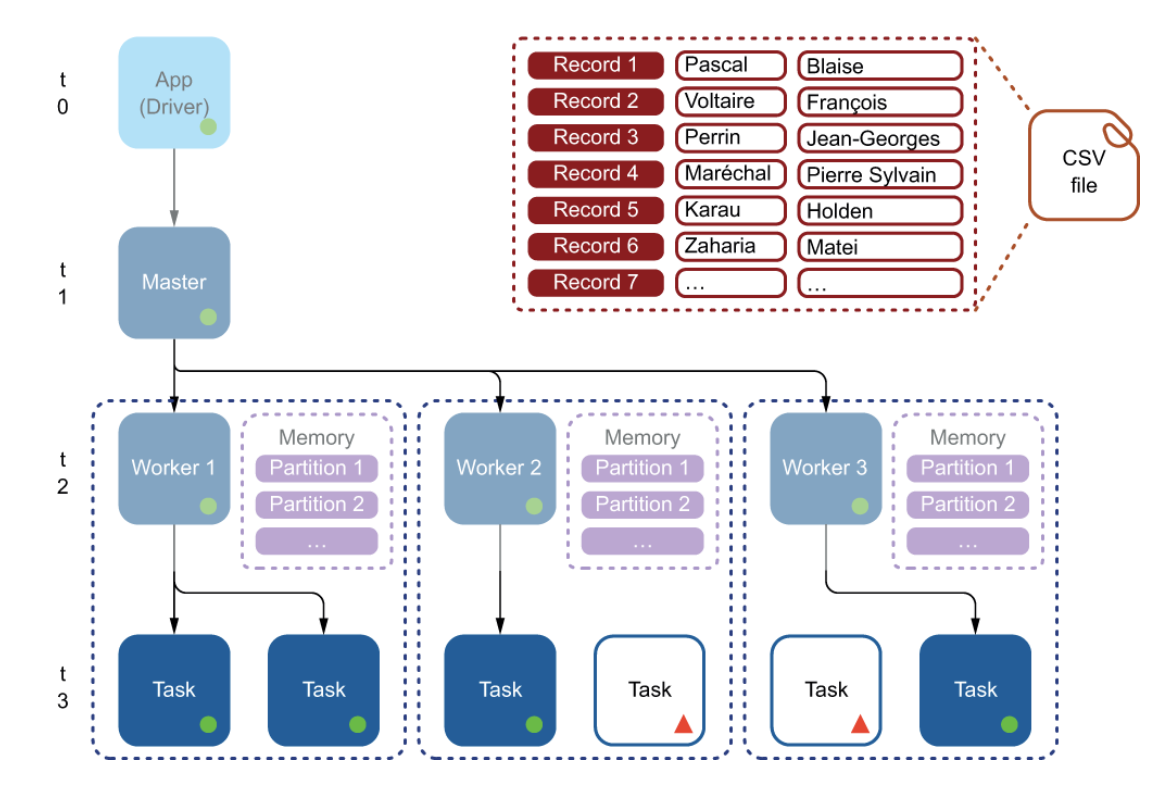 t
0
App
(Driver)
Record 1 Pascal Blaise
Record 2 Voltaire François
Record 3 Perrin Jean-Georges
Record 4 Maréchal Pierre Sylvain
Record 5 Karau Holden
Record 6 Zaharia Matei
Record 7 … …
CSV
file
t
1
Master
t
2
Worker 1
Memory
Partition 1
Partition 2
…
Worker 2
Memory
Partition 1
Partition 2
…
Worker 3
Memory
Partition 1
Partition 2
…
t
3
Task
Task
Task
Task
Task
Task